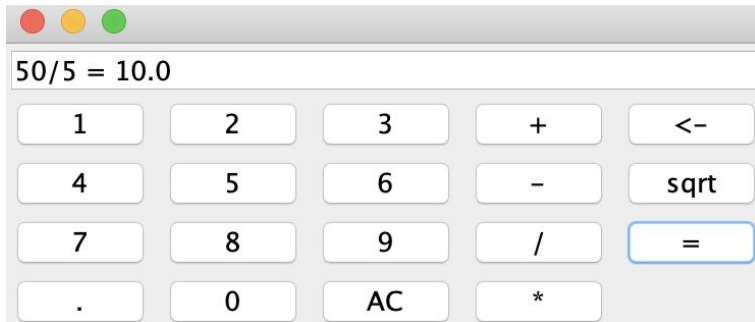 50/5 = 10.0
1 2 3 + <-
4 5 6 - sqrt
7 8 9 / =
. 0 AC *